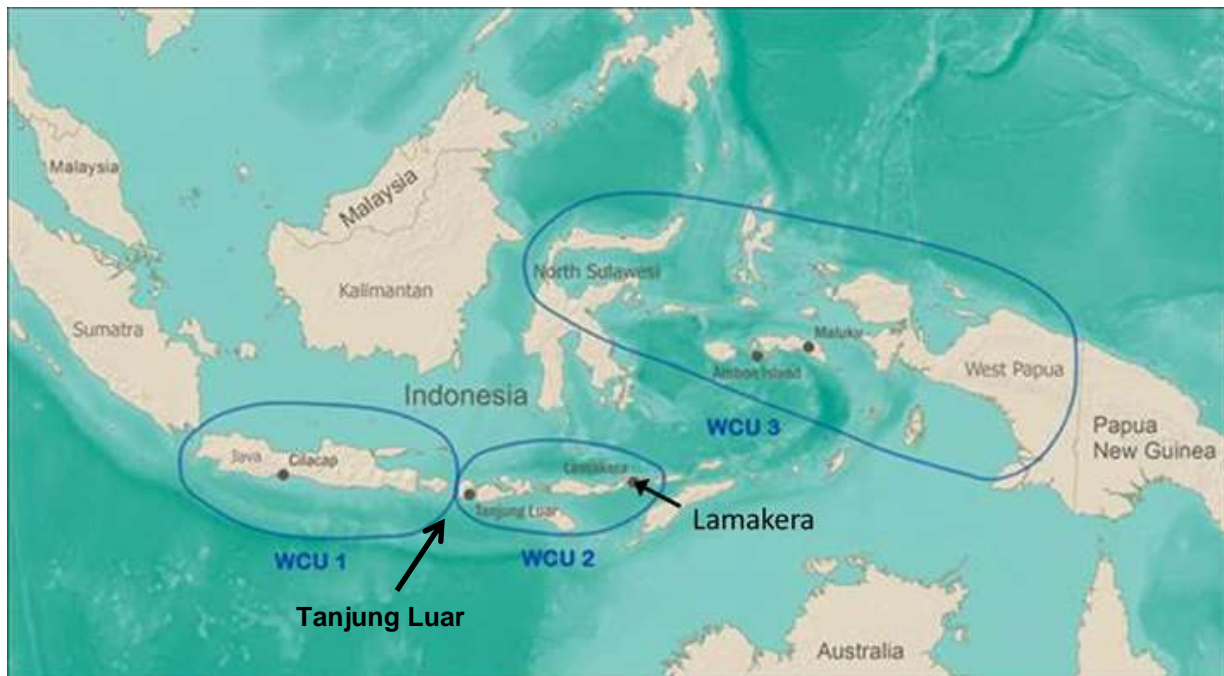 Malaysia
Malaysia
North Sulawesi
Kalimantan
Sumatra
Maluku
Ambon Island
West Papua
Indonesia
WCU 3
Papua
New Guinea
Java
Cilacap
Lamakera
Tanjung Luar
Lamakera
WCU 1
WCU 2
Tanjung Luar
Australia